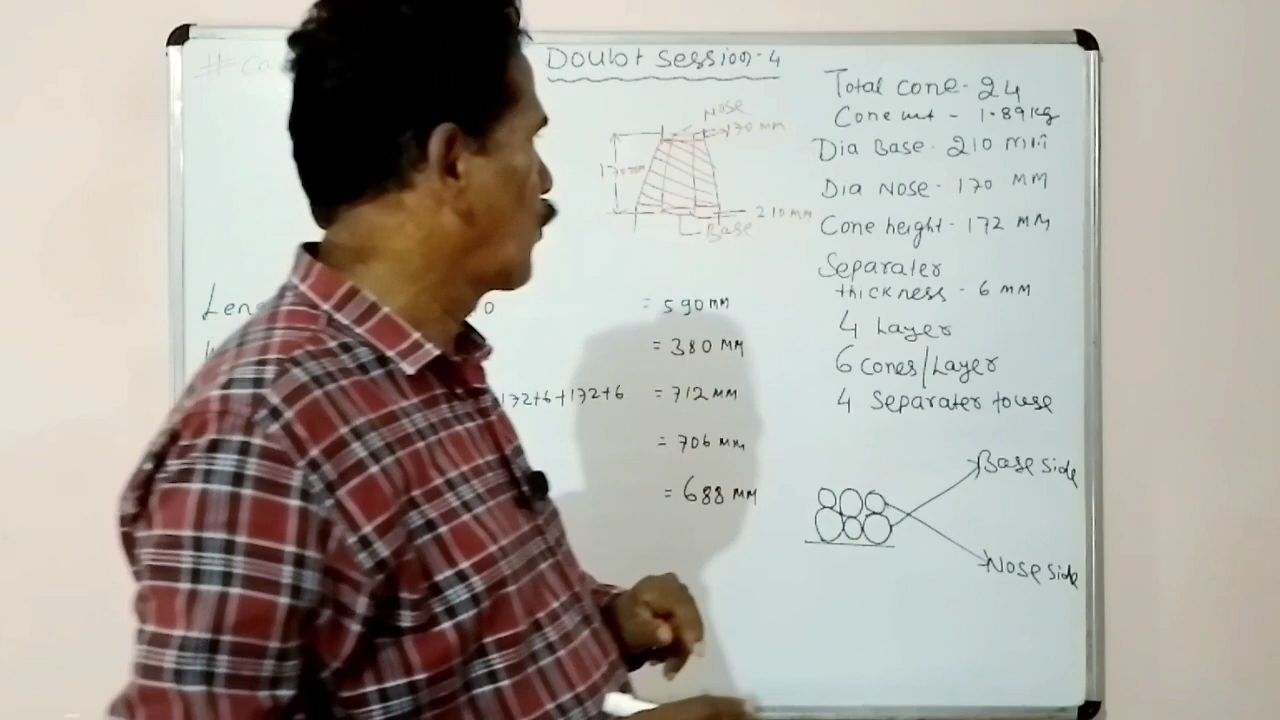 Doubt Session-4
Nose
170 MM
170mm
210 MM
Base
= 590 MM
= 380 MM
172+6+172+6 = 712 MM
= 706 MM
= 688 MM
Total cone - 24
Cone wt - 1.89 kg
Dia Base - 210 MM
Dia Nose - 170 MM
Cone height - 172 MM
Separater
thickness - 6 MM
4 Layer
6 Cones/Layer
4 Separater to use
Base side
Nose side